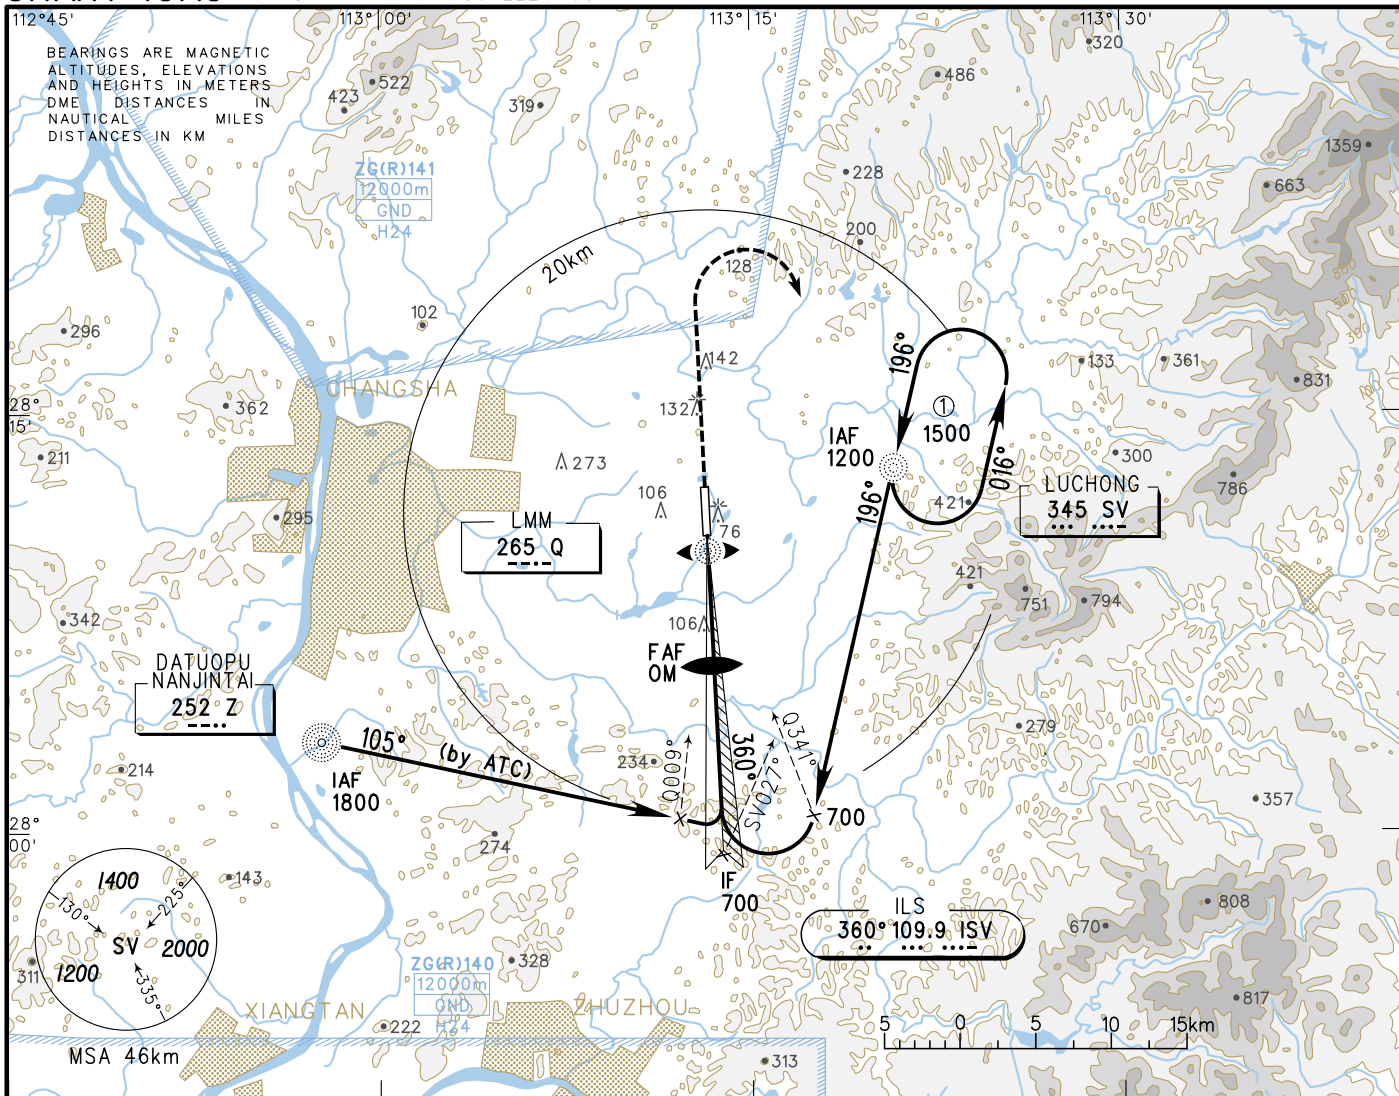 112°45'
113°00'
113°15'
113°30'
BEARINGS ARE MAGNETIC
ALTITUDES, ELEVATIONS
AND HEIGHTS IN METERS
DME DISTANCES IN
NAUTICAL MILES
DISTANCES IN KM
320
486
522
423
319
1359
663
228
200
ZG(R)141
12000m
GND
H24
20km
128
296
102
142
133
361
831
CHANGSHA
362
132
28°
15'
211
273
196°
①
1500
IAF
1200
016°
300
786
106
295
76
421
LUCHONG
345 SV
... ...–
LMM
265 Q
––.–
196°
421
751
794
342
106
FAF
OM
DATUOPU
NANJINTAI
252 Z
––..
105° (by ATC)
IAF
1800
214
234
Q009°
360°
SV027°
Q341°
279
357
700
28°
00'
274
143
IF
700
ILS
360° 109.9 ISV
.. ... ...–
808
670
817
1400
130°
225°
SV
2000
1200
335°
311
MSA 46km
ZG(R)140
12000m
GND
H24
328
XIANGTAN
ZHUZHOU
222
313
5 0 5 10 15km